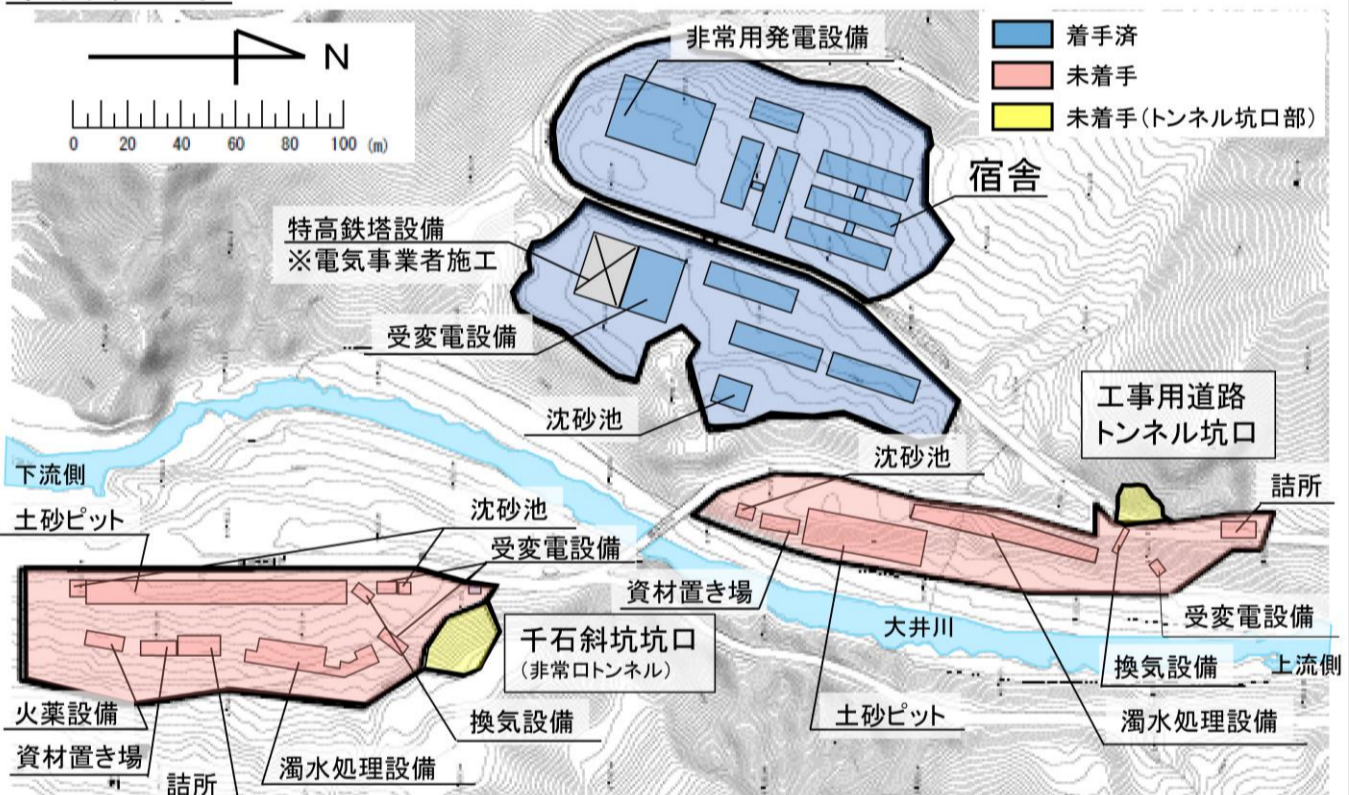 非常用発電設備
着手済
未着手
未着手(トンネル坑口部)
N
0 20 40 60 80 100 (m)
宿舎
特高鉄塔設備
※電気事業者施工
受変電設備
沈砂池
工事用道路
トンネル坑口
沈砂池
詰所
下流側
土砂ピット
沈砂池
受変電設備
資材置き場
大井川
受変電設備
千石斜坑坑口
(非常口トンネル)
換気設備
上流側
火薬設備
換気設備
土砂ピット
濁水処理設備
資材置き場
濁水処理設備
詰所